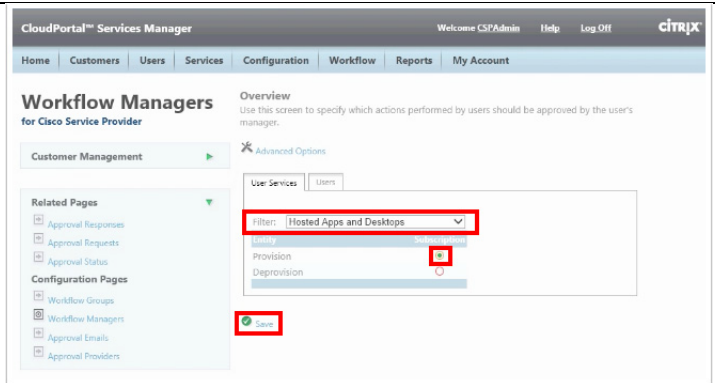 CloudPortal™ Services Manager
Welcome CSPAdmin Help Log Off
CITRIX
Home Customers Users Services Configuration Workflow Reports My Account
Workflow Managers
for Cisco Service Provider
Customer Management
Related Pages
Approval Responses
Approval Requests
Approval Status
Configuration Pages
Workflow Groups
Workflow Managers
Approval Emails
Approval Providers
Overview
Use this screen to specify which actions performed by users should be approved by the user's
manager.
Advanced Options
User Services Users
Filter: Hosted Apps and Desktops
Entity Subscription
Provision
Deprovision
Save